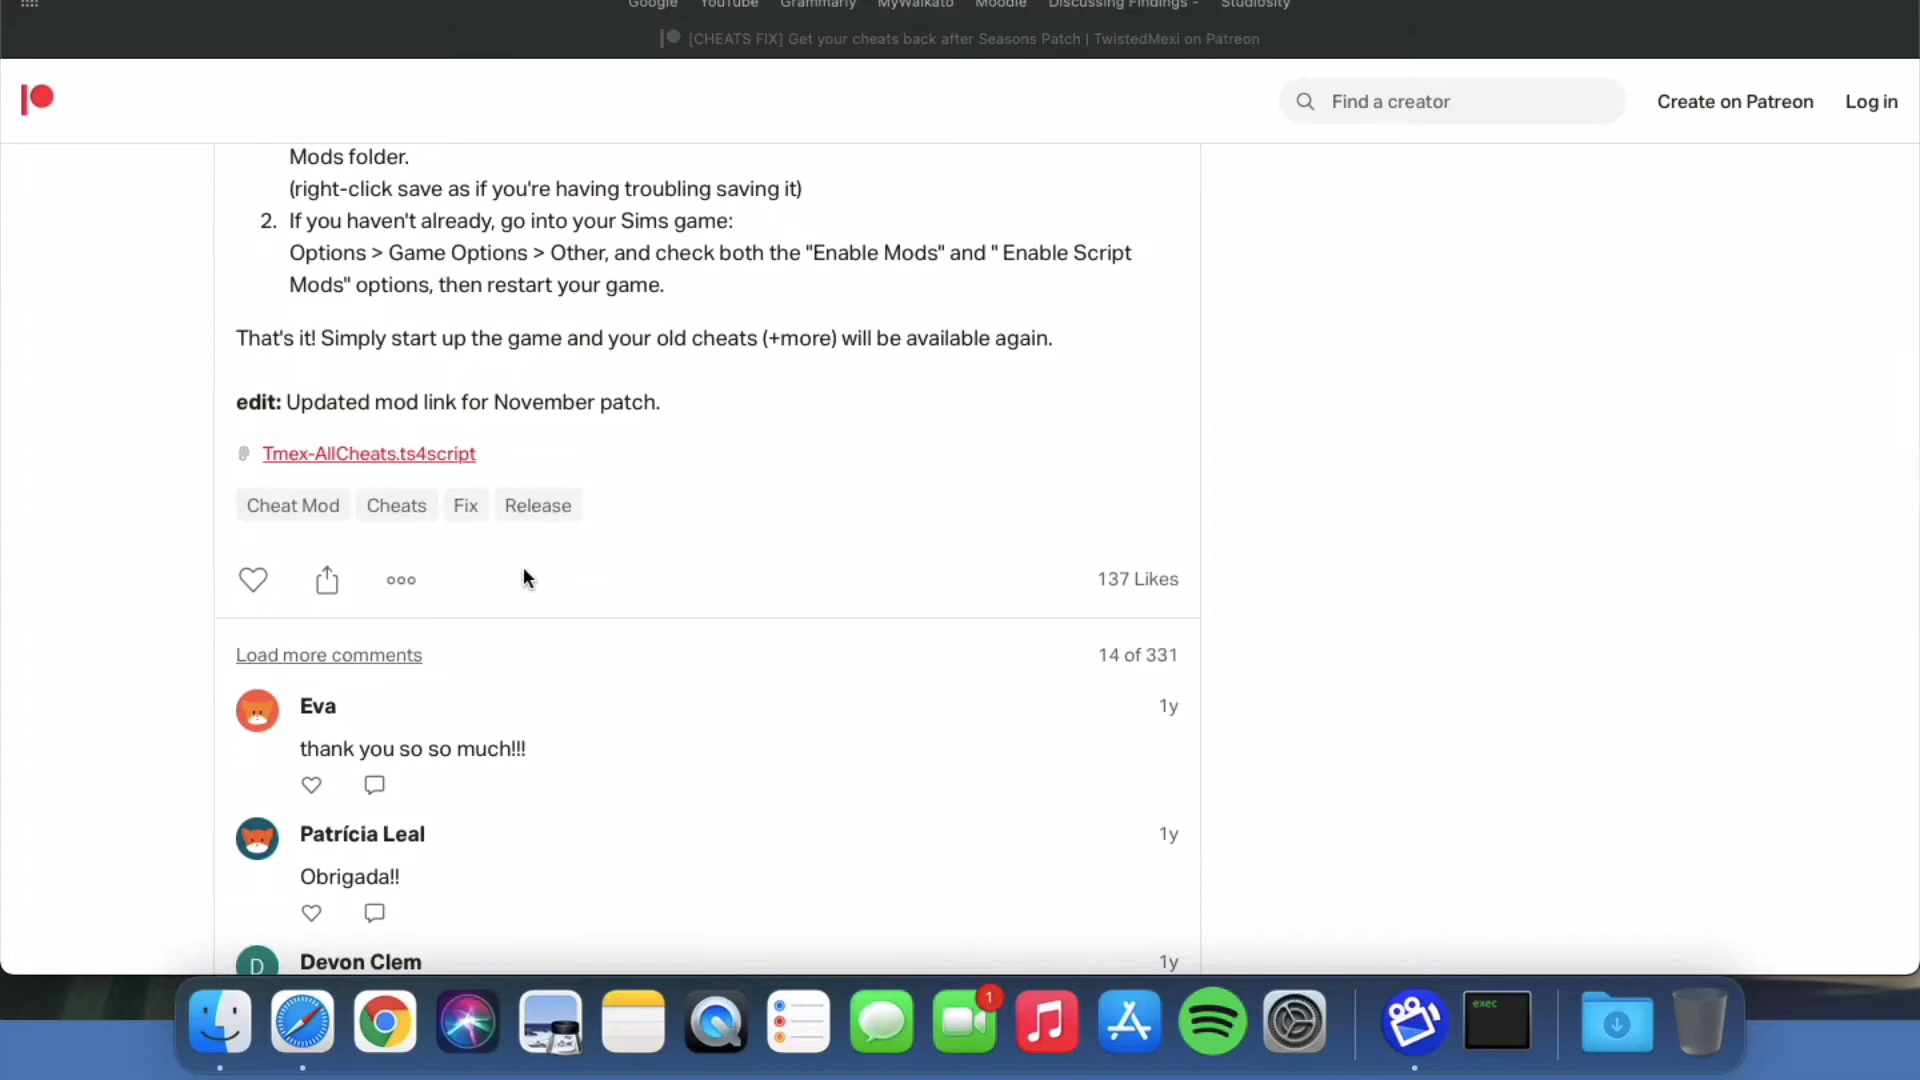 Google YouTube Grammarly MyWaikato Moodle Discussing Findings - Studiosity
[CHEATS FIX] Get your cheats back after Seasons Patch | TwistedMexi on Patreon
Find a creator
Create on Patreon
Log in
Mods folder.
(right-click save as if you're having troubling saving it)
2. If you haven't already, go into your Sims game:
Options > Game Options > Other, and check both the "Enable Mods" and " Enable Script
Mods" options, then restart your game.
That's it! Simply start up the game and your old cheats (+more) will be available again.
edit: Updated mod link for November patch.
Tmex-AllCheats.ts4script
Cheat Mod Cheats Fix Release
137 Likes
Load more comments
14 of 331
Eva
1y
thank you so so much!!!
Patrícia Leal
1y
Obrigada!!
D
Devon Clem
1y
1
exec